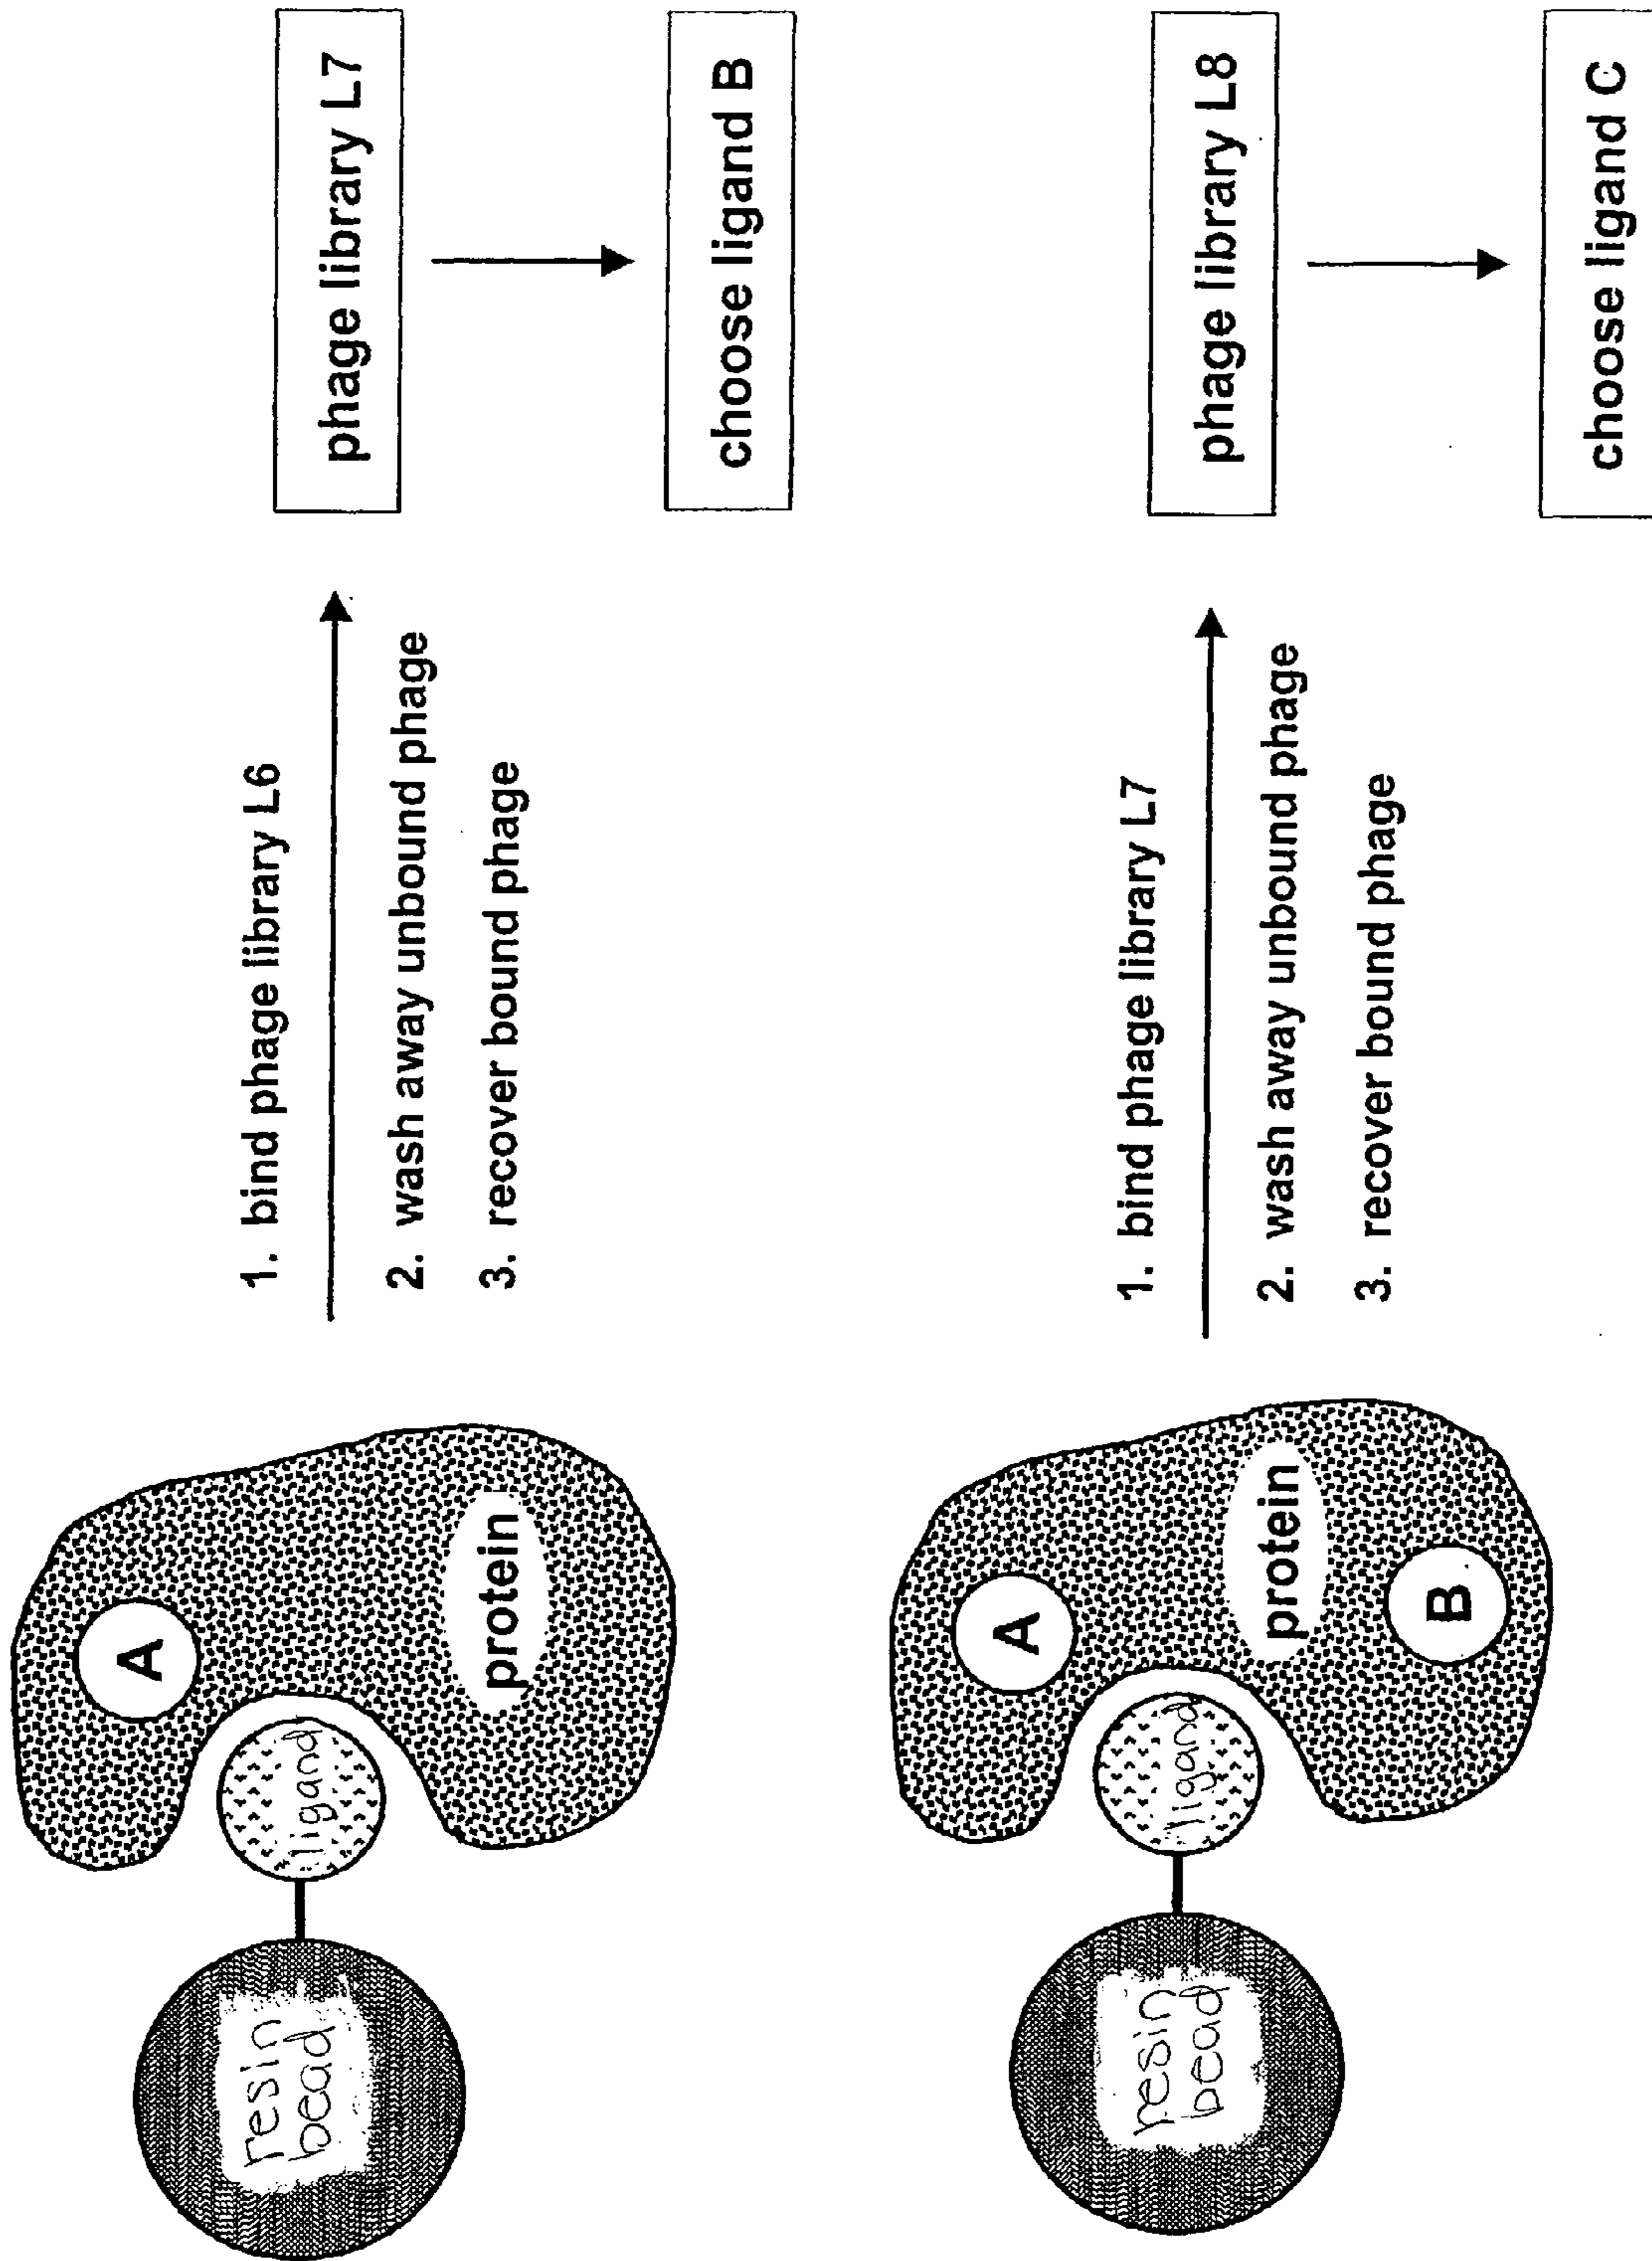 resin
bead
ligand
A
protein
1. bind phage library L6
2. wash away unbound phage
3. recover bound phage
phage library L7
choose ligand B
resin
bead
ligand
A
protein
B
1. bind phage library L7
2. wash away unbound phage
3. recover bound phage
phage library L8
choose ligand C